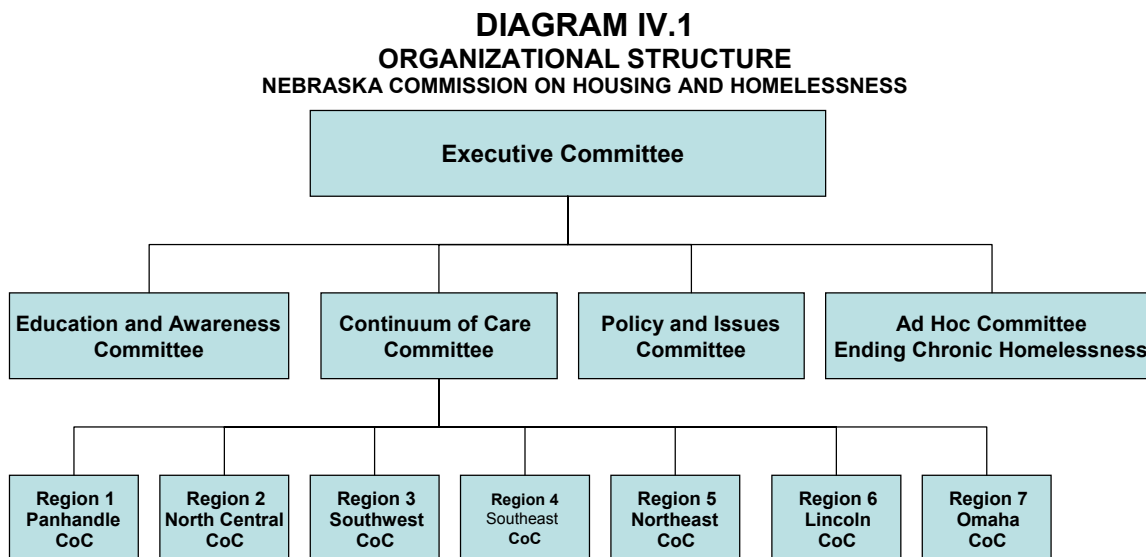 DIAGRAM IV.1
ORGANIZATIONAL STRUCTURE
NEBRASKA COMMISSION ON HOUSING AND HOMELESSNESS
Executive Committee
Education and Awareness
Committee
Continuum of Care
Committee
Policy and Issues
Committee
Ad Hoc Committee
Ending Chronic Homelessness
Region 1
Panhandle
CoC
Region 2
North Central
CoC
Region 3
Southwest
CoC
Region 4
Southeast
CoC
Region 5
Northeast
CoC
Region 6
Lincoln
CoC
Region 7
Omaha
CoC